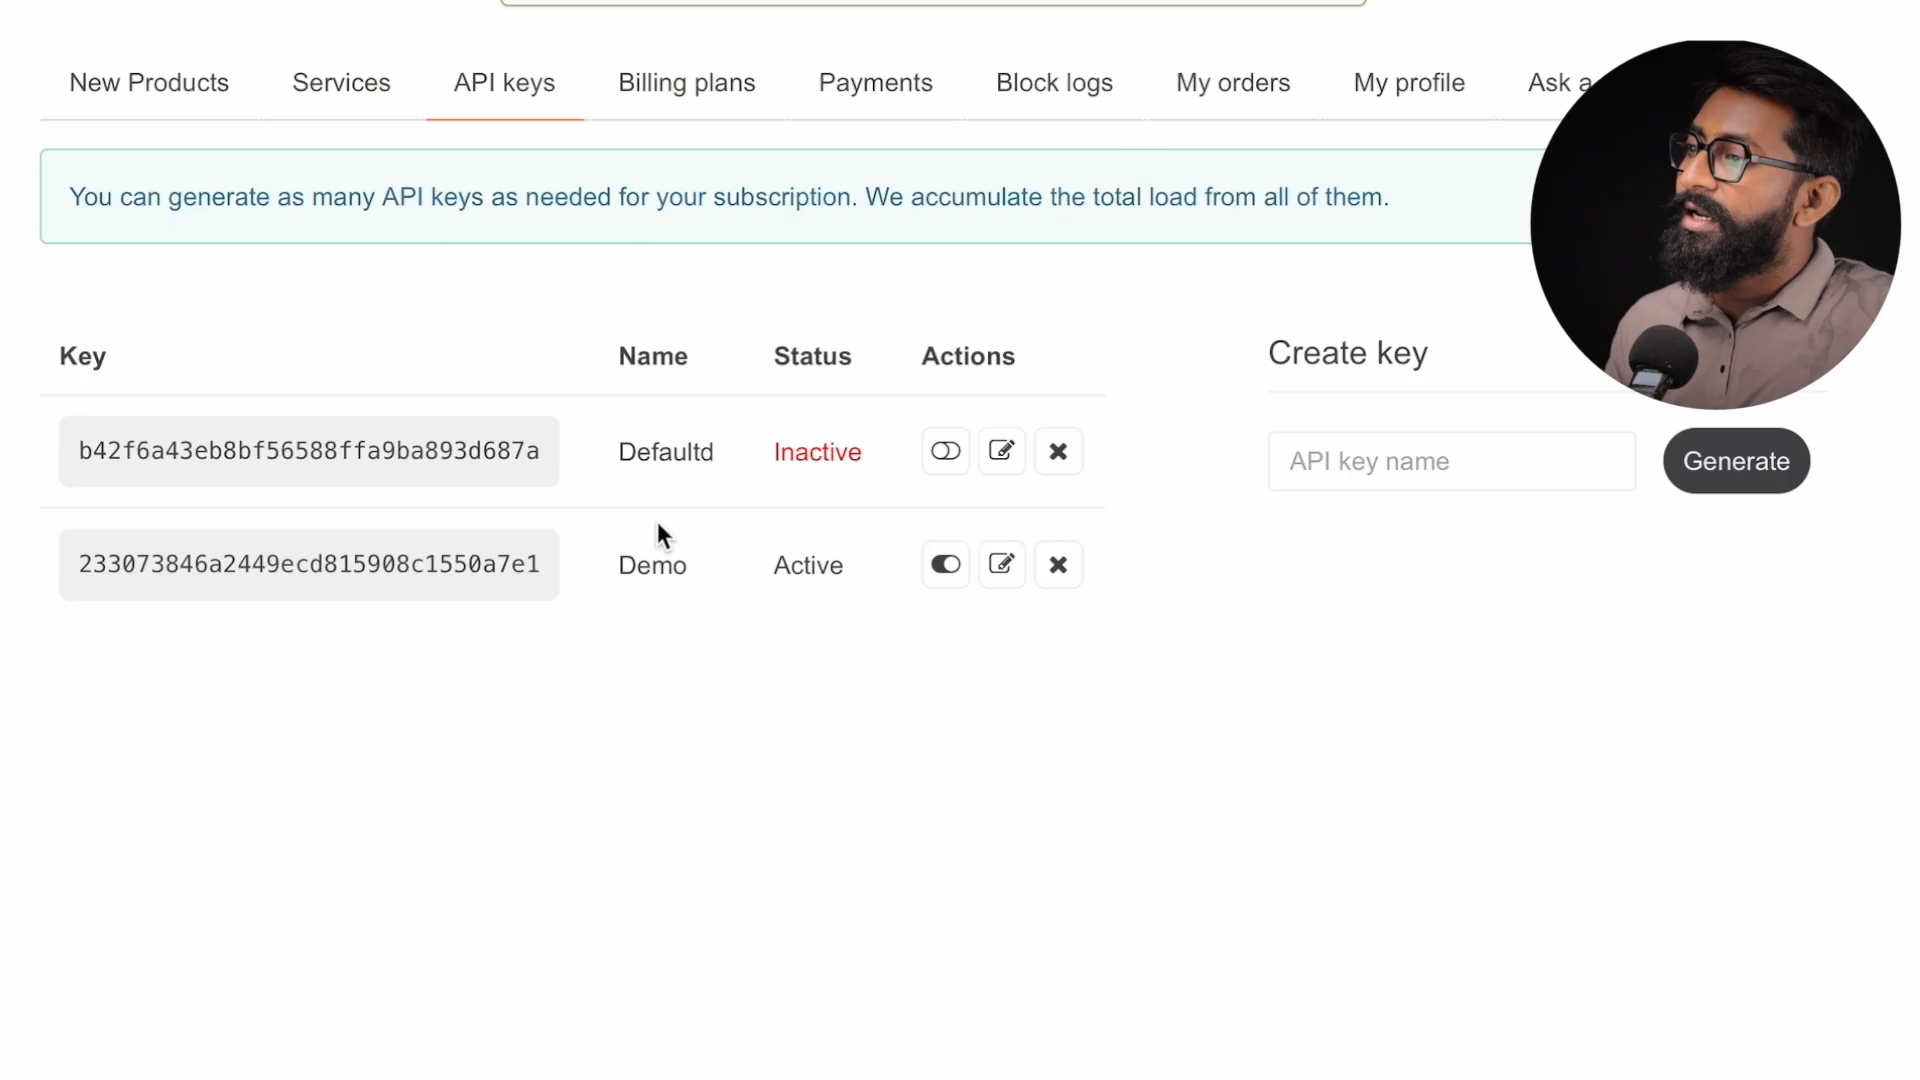 New Products Services API keys Billing plans Payments Block logs My orders My profile Ask a
You can generate as many API keys as needed for your subscription. We accumulate the total load from all of them.
Key Name Status Actions
Create key
b42f6a43eb8bf56588ffa9ba893d687a Defaultd Inactive
API key name Generate
233073846a2449ecd815908c1550a7e1 Demo Active